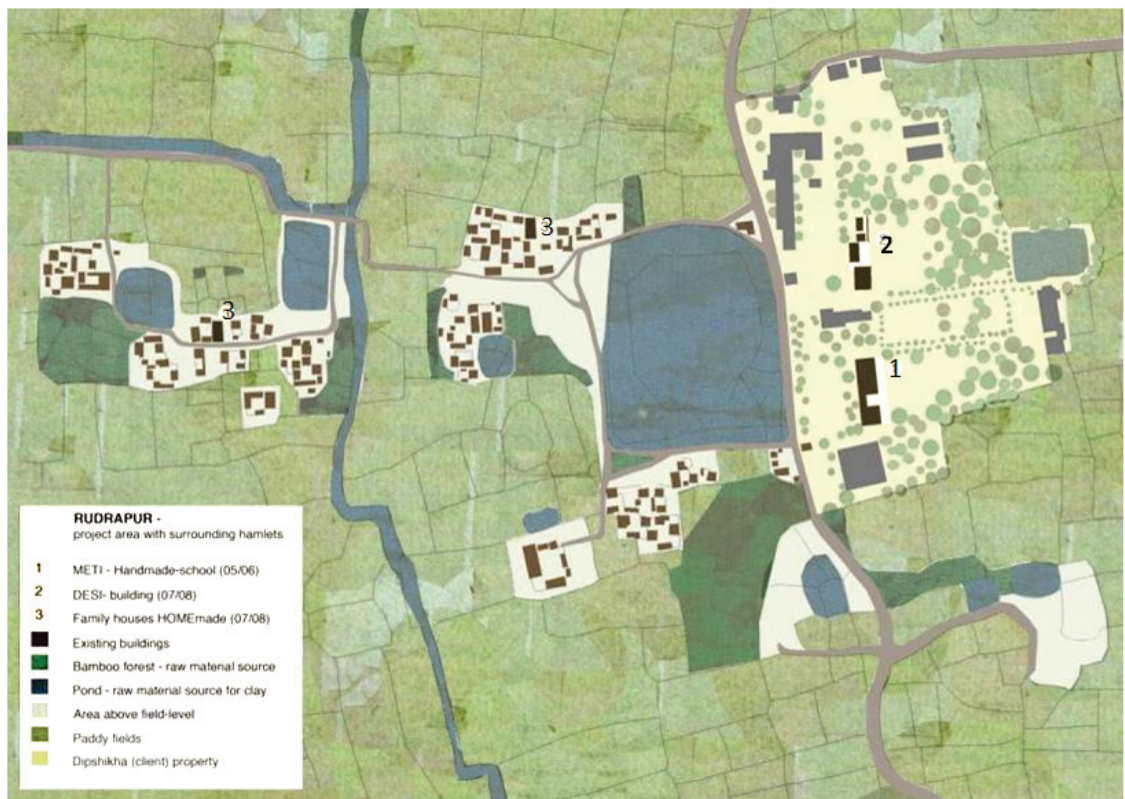 3
2
3
1
RUDRAPUR -
project area with surrounding hamlets
1 METI - Handmade-school (05/06)
2 DESI- building (07/08)
3 Family houses HOMEmade (07/08)
Existing buildings
Bamboo forest - raw material source
Pond - raw material source for clay
Area above field-level
Paddy fields
Dipshikha (client) property